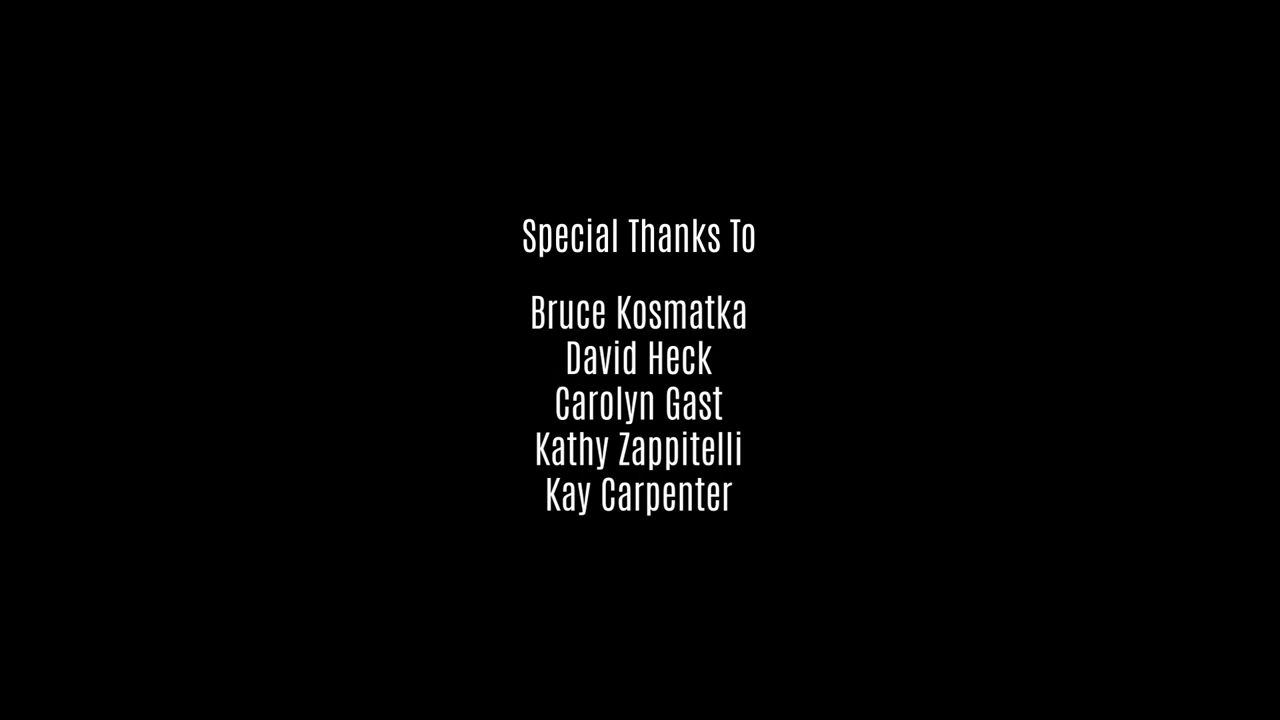 Special Thanks To
Bruce Kosmatka
David Heck
Carolyn Gast
Kathy Zappitelli
Kay Carpenter